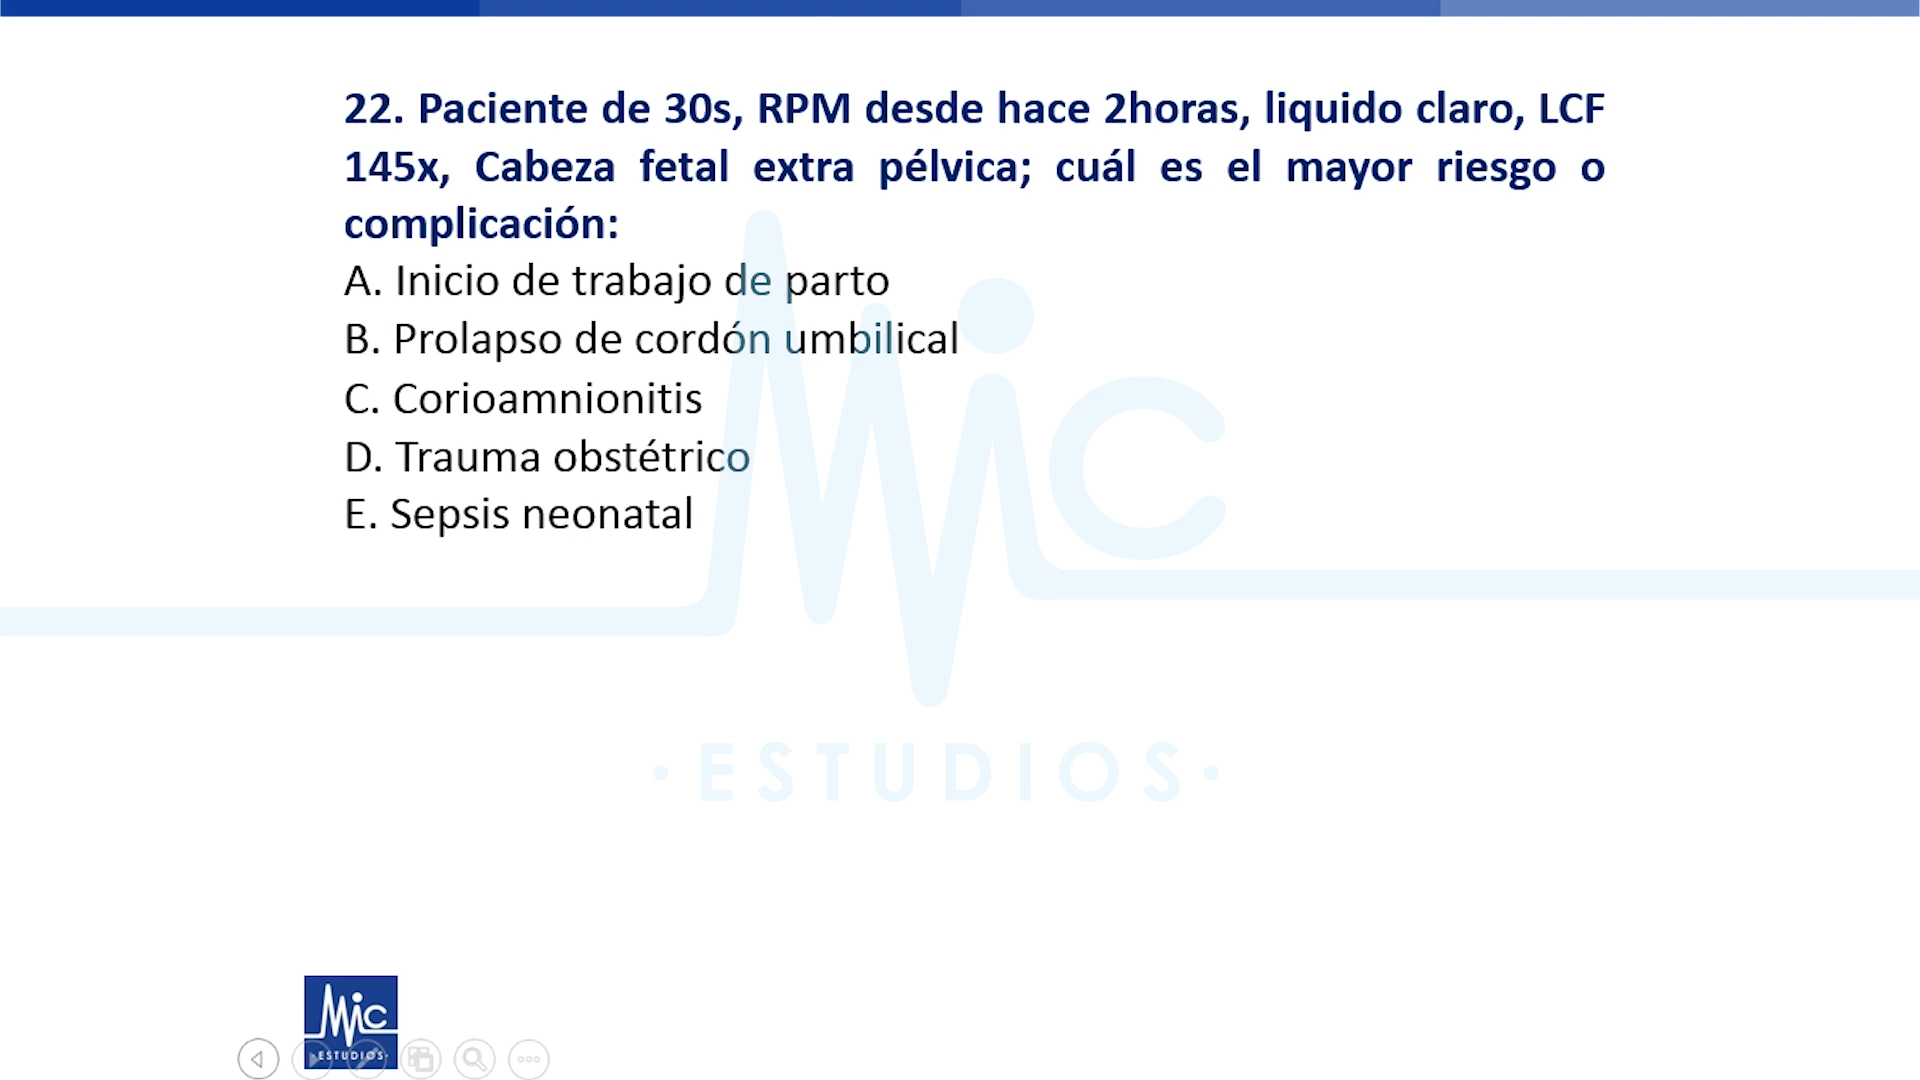 22. Paciente de 30s, RPM desde hace 2horas, liquido claro, LCF
145x, Cabeza fetal extra pélvica; cuál es el mayor riesgo o
complicación:
A. Inicio de trabajo de parto
B. Prolapso de cordón umbilical
C. Corioamnionitis
D. Trauma obstétrico
E. Sepsis neonatal
Mic
·ESTUDIOS·
Mic
·ESTUDIOS·